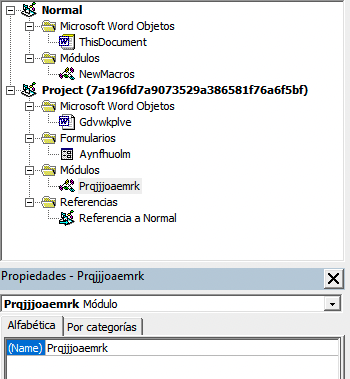 Normal
Microsoft Word Objetos
ThisDocument
Módulos
NewMacros
Project (7a196fd7a9073529a386581f76a6f5bf)
Microsoft Word Objetos
Gdvwkplve
Formularios
Aynfhuolm
Módulos
Prqjjjoaemrk
Referencias
Referencia a Normal
Propiedades - Prqjjjoaemrk
Prqjjjoaemrk Módulo
Alfabética Por categorías
(Name) Prqjjjoaemrk